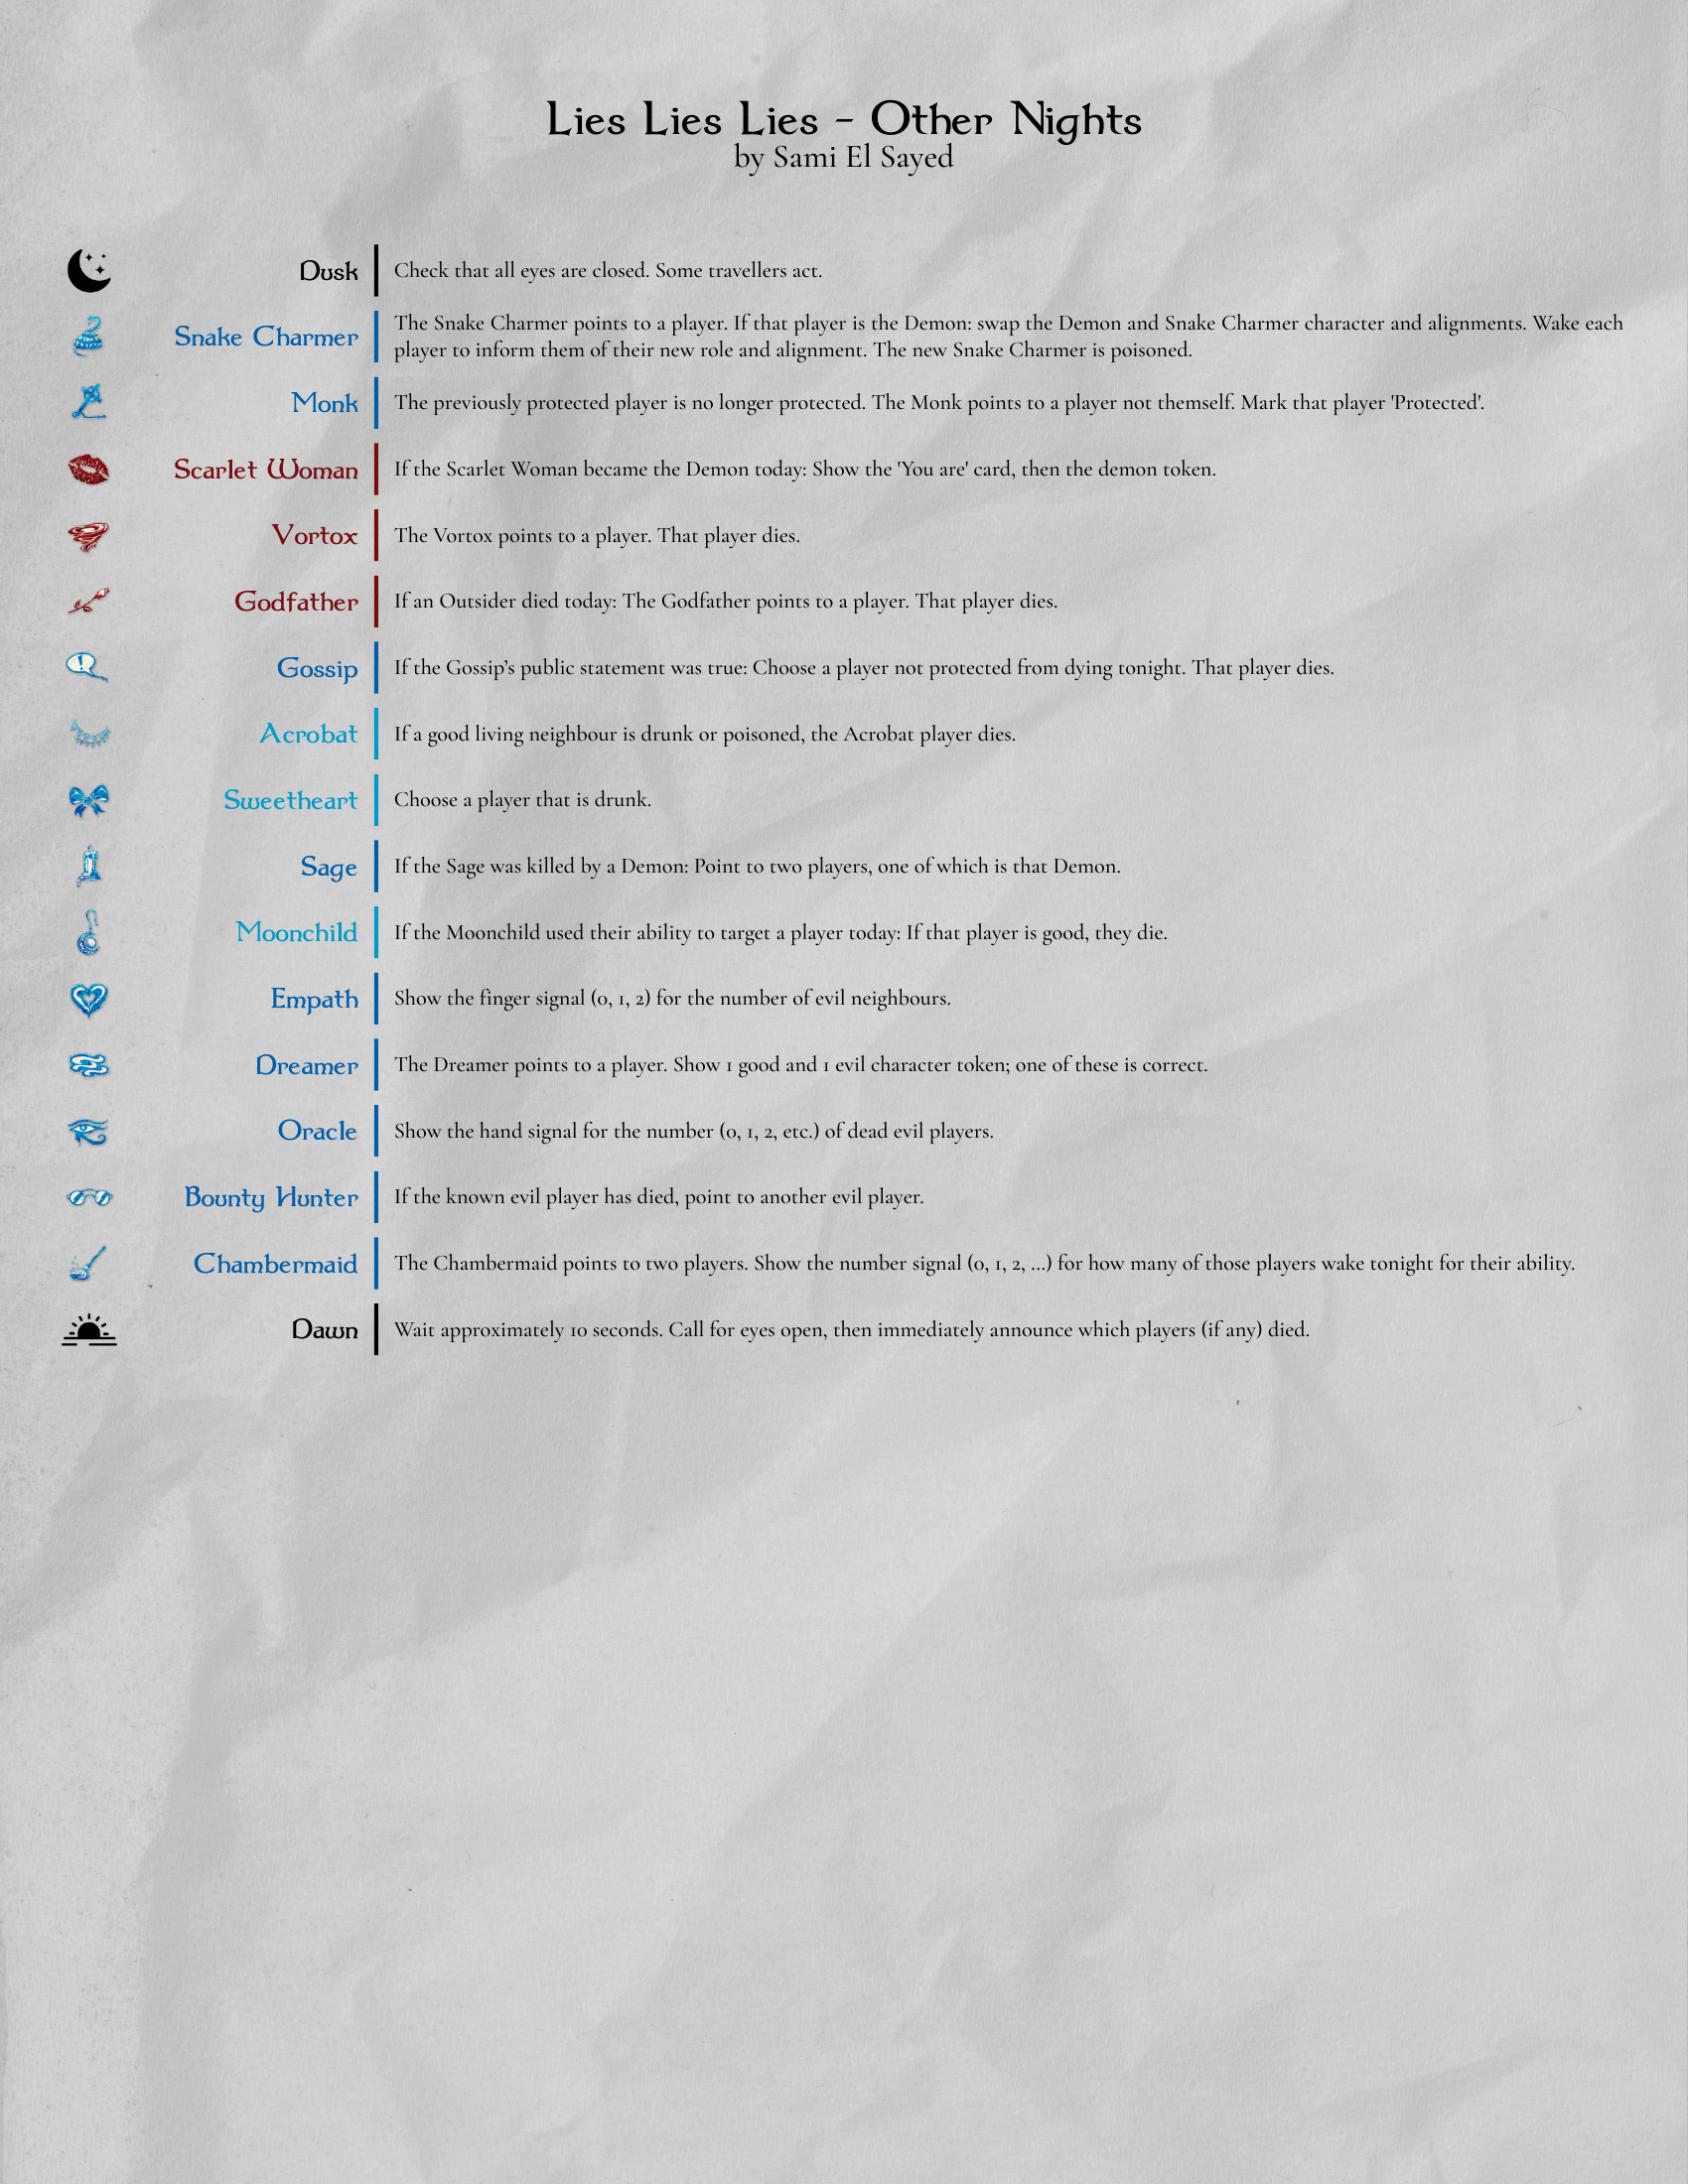 Lies Lies Lies - Other Nights
by Sami El Sayed
Dusk
Check that all eyes are closed. Some travellers act.
Snake Charmer
The Snake Charmer points to a player. If that player is the Demon: swap the Demon and Snake Charmer character and alignments. Wake each
player to inform them of their new role and alignment. The new Snake Charmer is poisoned.
Monk
The previously protected player is no longer protected. The Monk points to a player not themself. Mark that player 'Protected'.
Scarlet Woman
If the Scarlet Woman became the Demon today: Show the 'You are' card, then the demon token.
Vortox
The Vortox points to a player. That player dies.
Godfather
If an Outsider died today: The Godfather points to a player. That player dies.
Gossip
If the Gossip’s public statement was true: Choose a player not protected from dying tonight. That player dies.
Acrobat
If a good living neighbour is drunk or poisoned, the Acrobat player dies.
Sweetheart
Choose a player that is drunk.
Sage
If the Sage was killed by a Demon: Point to two players, one of which is that Demon.
Moonchild
If the Moonchild used their ability to target a player today: If that player is good, they die.
Empath
Show the finger signal (0, 1, 2) for the number of evil neighbours.
Dreamer
The Dreamer points to a player. Show 1 good and 1 evil character token; one of these is correct.
Oracle
Show the hand signal for the number (0, 1, 2, etc.) of dead evil players.
Bounty Hunter
If the known evil player has died, point to another evil player.
Chambermaid
The Chambermaid points to two players. Show the number signal (0, 1, 2, ...) for how many of those players wake tonight for their ability.
Dawn
Wait approximately 10 seconds. Call for eyes open, then immediately announce which players (if any) died.